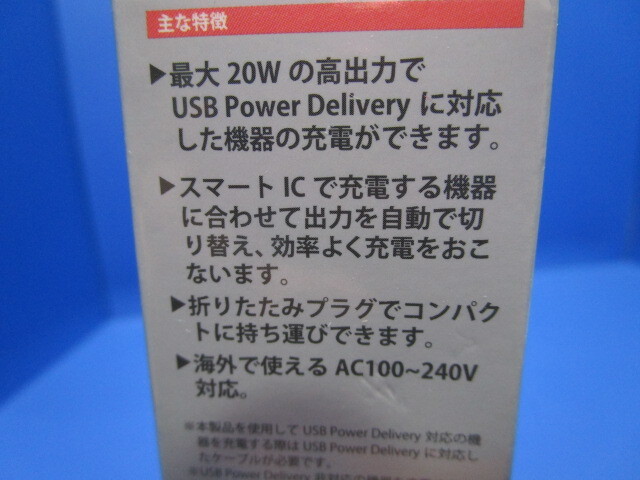 主な特徴
▶最大 20W の高出力で
USB Power Delivery に対応
した機器の充電ができます。
▶スマート IC で充電する機器
に合わせて出力を自動で切
り替え、効率よく充電をおこ
ないます。
▶折りたたみプラグでコンパク
トに持ち運びできます。
▶海外で使える AC100~240V
対応。
※本製品を使用して USB Power Delivery 対応の機
器を充電する際は USB Power Delivery に対応し
たケーブルが必要です。
※USB Power Delivery